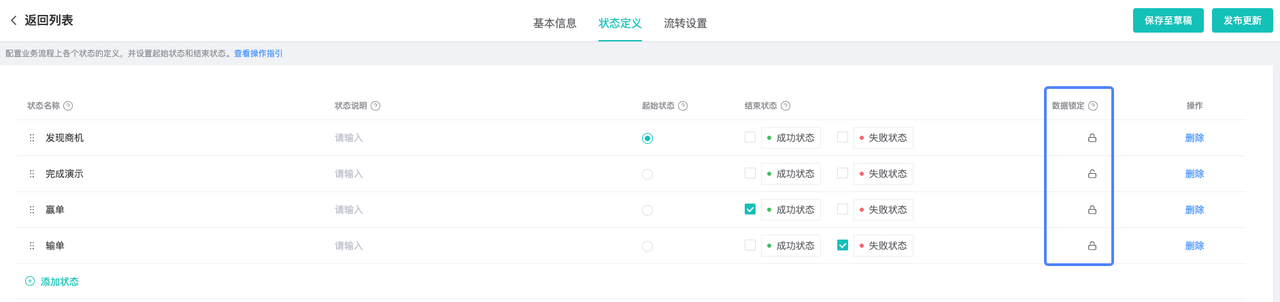 返回列表
基本信息 状态定义 流转设置 保存至草稿 发布更新
配置业务流程上各个状态的定义，并设置起始状态和结束状态。查看操作指引
状态名称 状态说明 起始状态 结束状态 数据锁定 操作
发现商机 请输入 成功状态 失败状态 删除
完成演示 请输入 成功状态 失败状态 删除
赢单 请输入 成功状态 失败状态 删除
输单 请输入 成功状态 失败状态 删除
添加状态